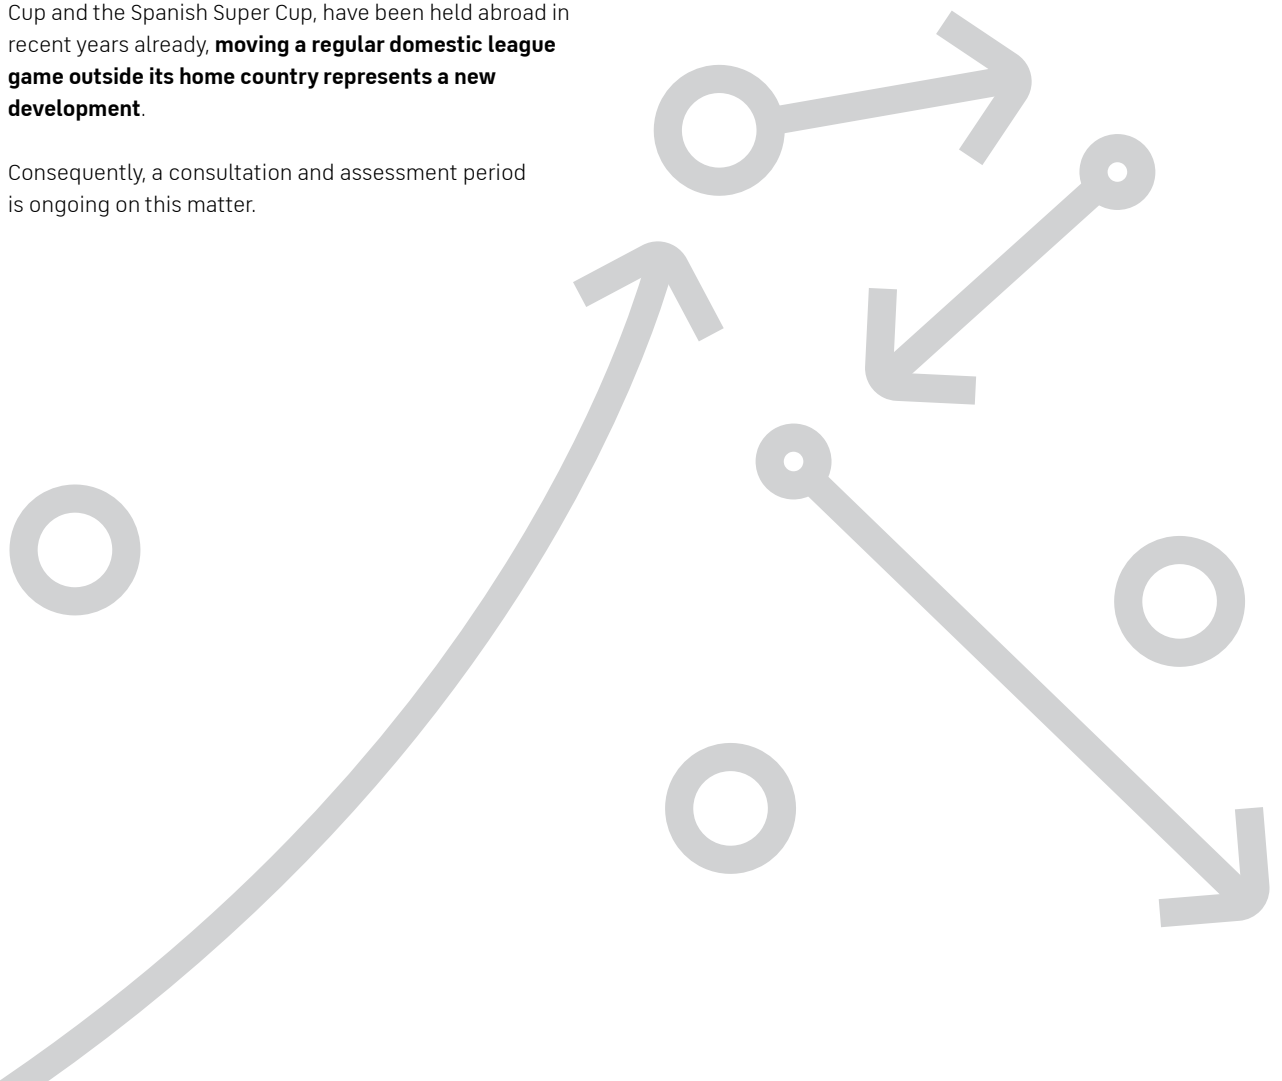 Cup and the Spanish Super Cup, have been held abroad in
recent years already, moving a regular domestic league
game outside its home country represents a new
development.
Consequently, a consultation and assessment period
is ongoing on this matter.